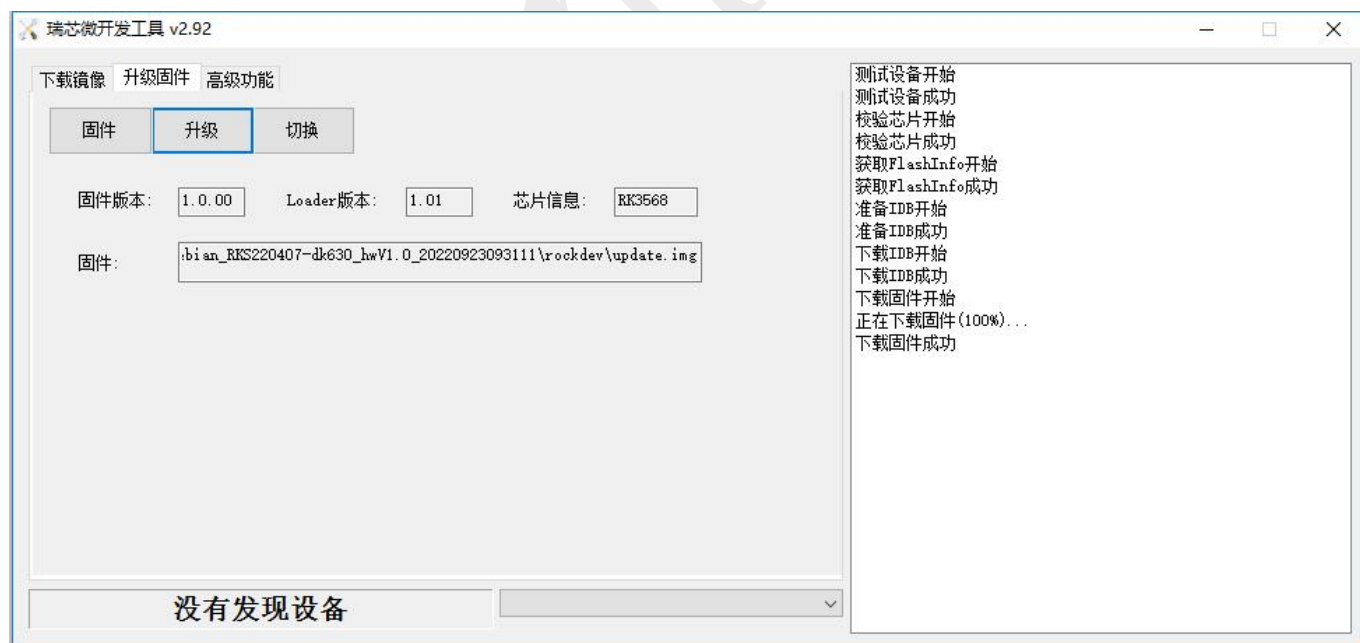 瑞芯微开发工具 v2.92
下载镜像 升级固件 高级功能
固件 升级 切换
固件版本: 1.0.00 Loader版本: 1.01 芯片信息: RK3568
固件: bian_RKS220407-dk630_hwV1.0_20220923093111\rockdev\update.img
没有发现设备
测试设备开始
测试设备成功
校验芯片开始
校验芯片成功
获取FlashInfo开始
获取FlashInfo成功
准备IDB开始
准备IDB成功
下载IDB开始
下载IDB成功
下载固件开始
正在下载固件(100%)...
下载固件成功